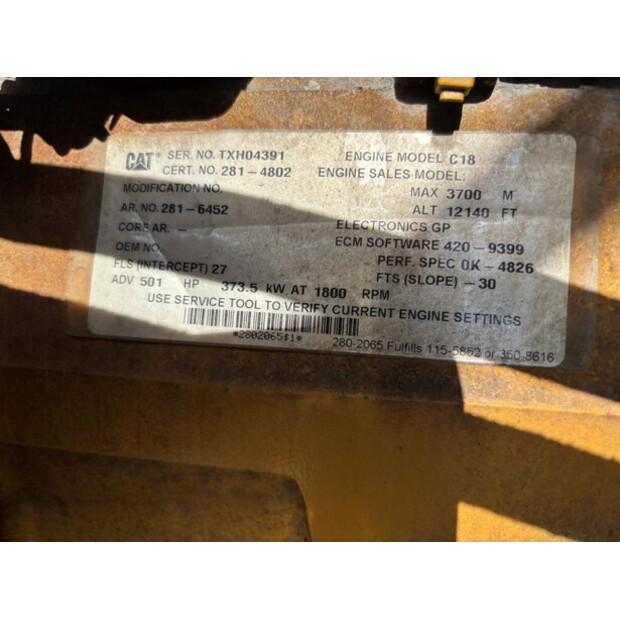 CAT SER. NO. TXH04391 ENGINE MODEL C18
CERT. NO. 281-4802 ENGINE SALES MODEL:
MODIFICATION NO. MAX 3700 M
AR. NO. 281-6452 ALT 12140 FT
CORE AR. - ELECTRONICS GP
OEM NO. ECM SOFTWARE 420-9399
FLS (INTERCEPT) 27 PERF. SPEC 0K-4826
ADV 501 HP 373.5 kW AT 1800 RPM FTS (SLOPE) -30
USE SERVICE TOOL TO VERIFY CURRENT ENGINE SETTINGS
280-2065 Fulfills 115-5852 or 350-8616